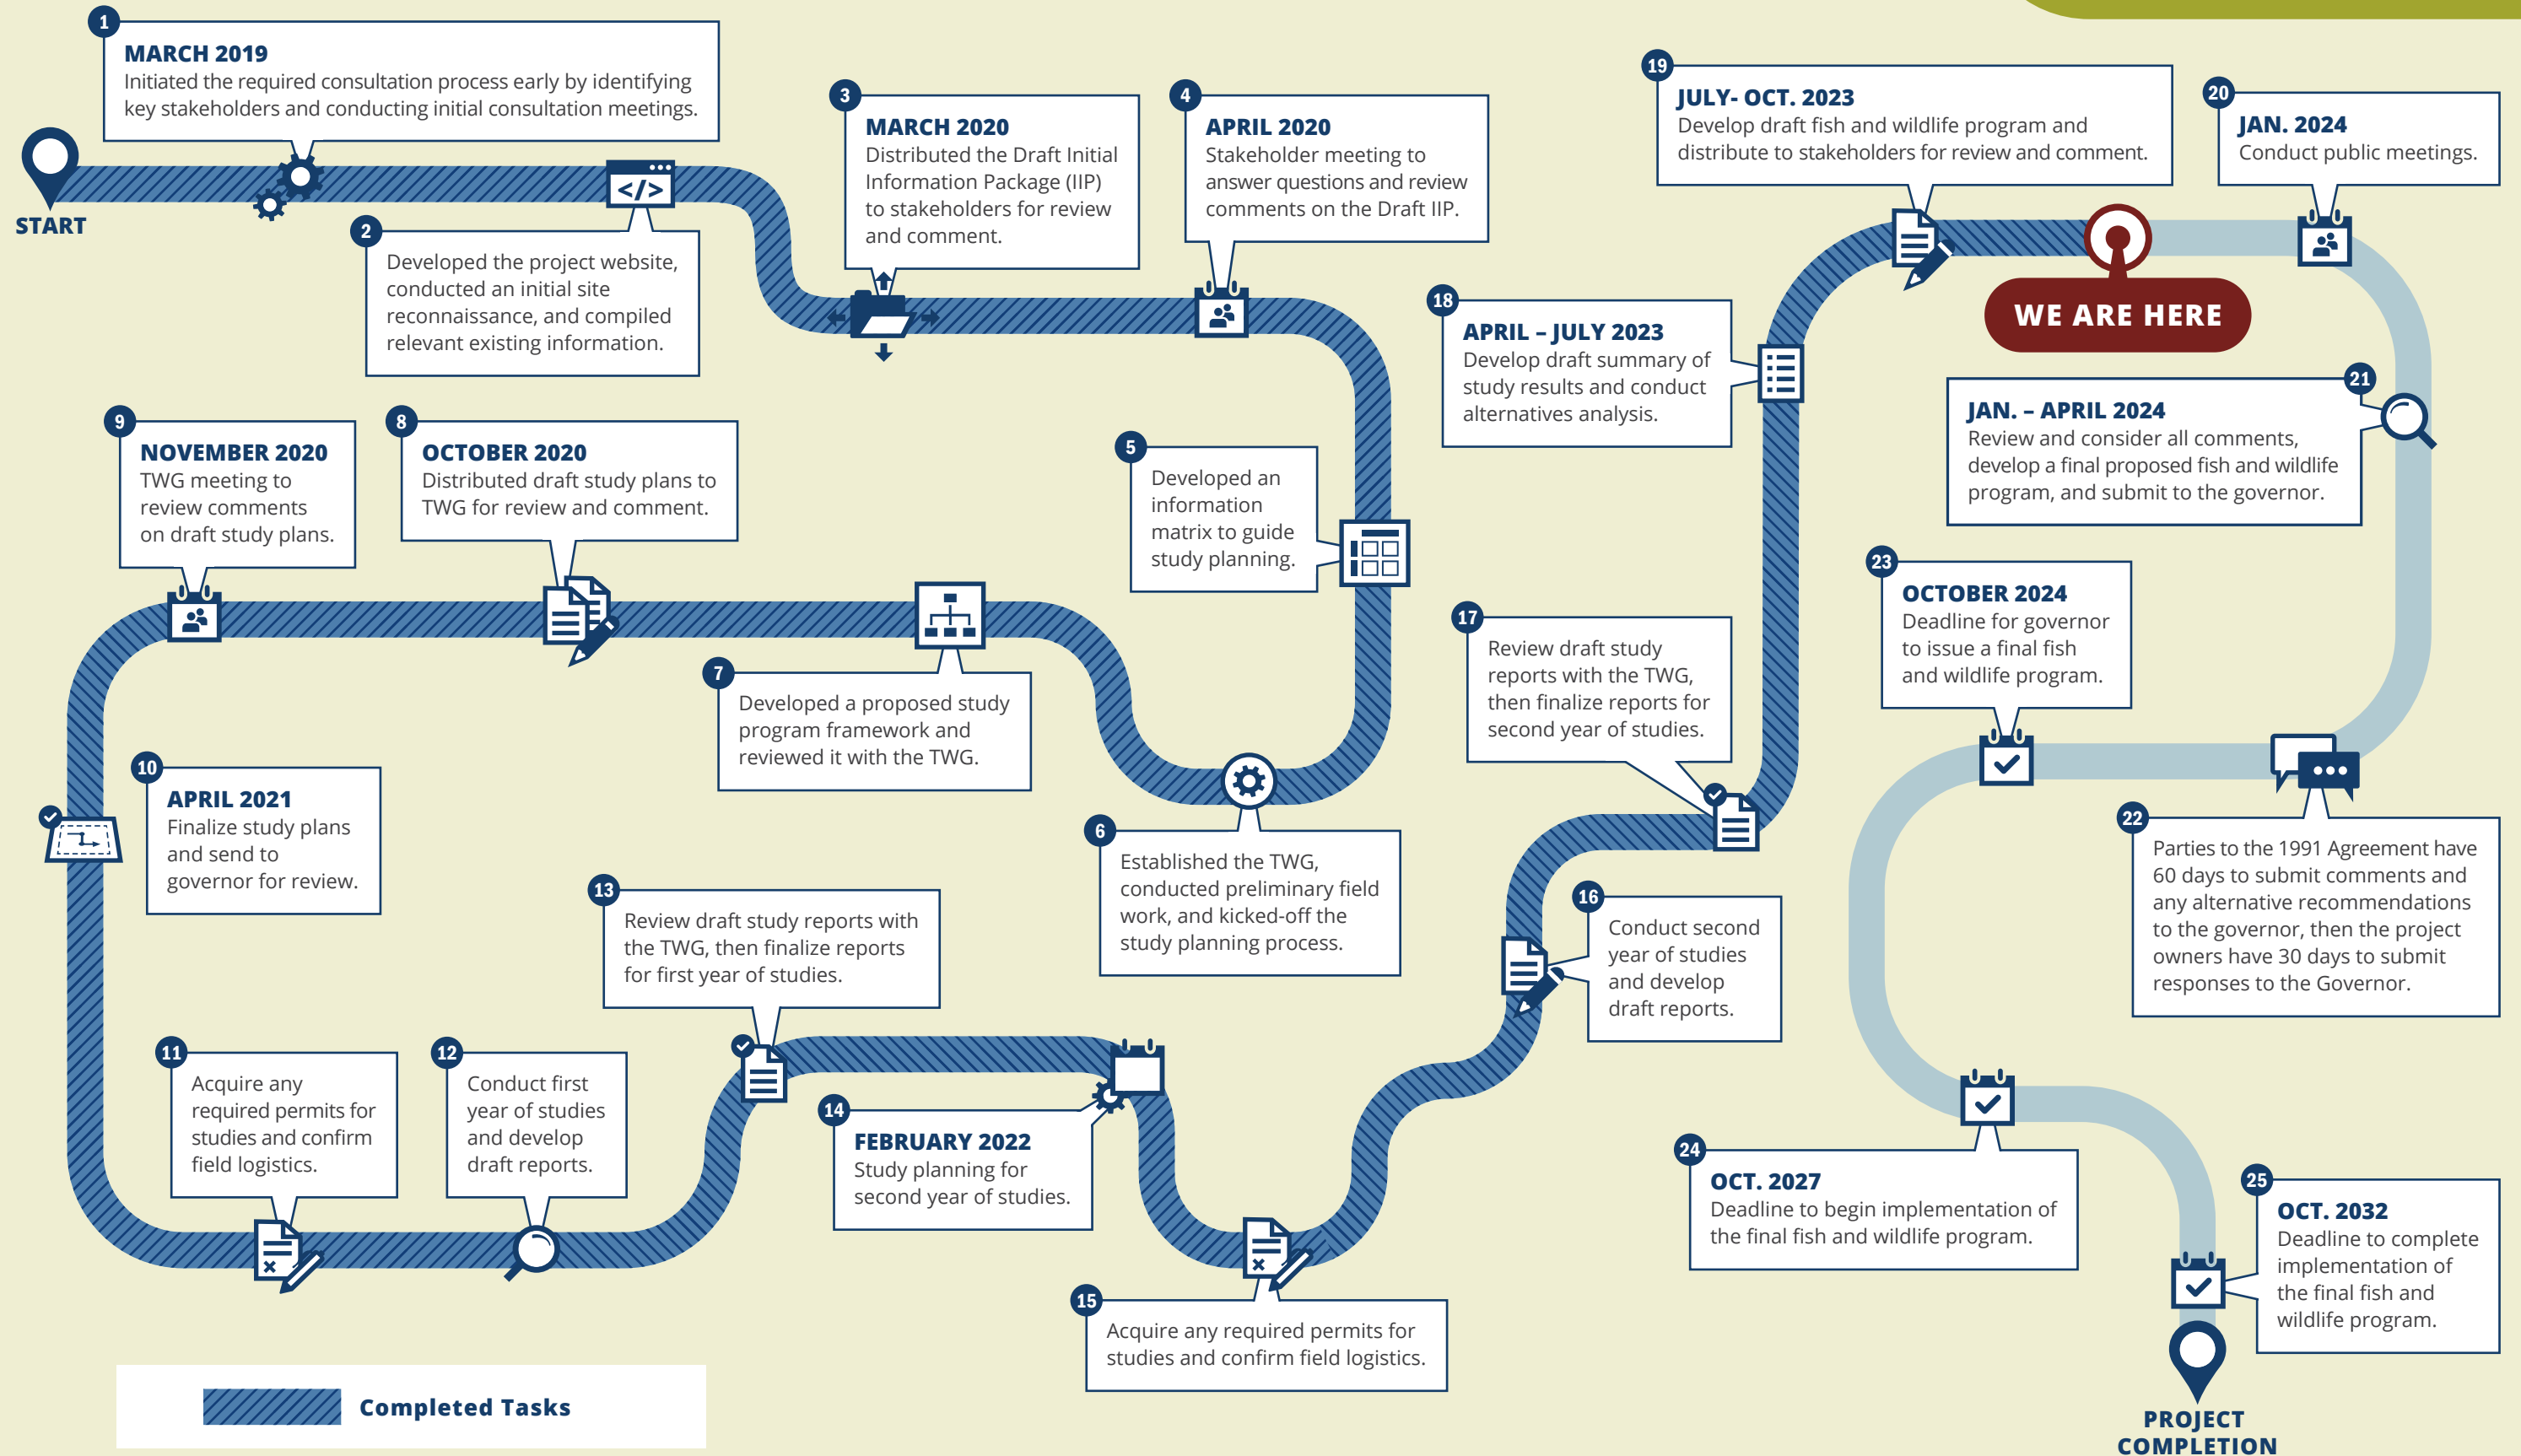 START
1
MARCH 2019
Initiated the required consultation process early by identifying
key stakeholders and conducting initial consultation meetings.
</>
2
Developed the project website,
conducted an initial site
reconnaissance, and compiled
relevant existing information.
3
MARCH 2020
Distributed the Draft Initial
Information Package (IIP)
to stakeholders for review
and comment.
4
APRIL 2020
Stakeholder meeting to
answer questions and review
comments on the Draft IIP.
5
Developed an
information
matrix to guide
study planning.
6
Established the TWG,
conducted preliminary field
work, and kicked-off the
study planning process.
7
Developed a proposed study
program framework and
reviewed it with the TWG.
8
OCTOBER 2020
Distributed draft study plans to
TWG for review and comment.
9
NOVEMBER 2020
TWG meeting to
review comments
on draft study plans.
10
APRIL 2021
Finalize study plans
and send to
governor for review.
11
Acquire any
required permits for
studies and confirm
field logistics.
12
Conduct first
year of studies
and develop
draft reports.
13
Review draft study reports with
the TWG, then finalize reports
for first year of studies.
14
FEBRUARY 2022
Study planning for
second year of studies.
15
Acquire any required permits for
studies and confirm field logistics.
16
Conduct second
year of studies
and develop
draft reports.
17
Review draft study
reports with the TWG,
then finalize reports for
second year of studies.
18
APRIL – JULY 2023
Develop draft summary of
study results and conduct
alternatives analysis.
19
JULY- OCT. 2023
Develop draft fish and wildlife program and
distribute to stakeholders for review and comment.
WE ARE HERE
20
JAN. 2024
Conduct public meetings.
21
JAN. – APRIL 2024
Review and consider all comments,
develop a final proposed fish and wildlife
program, and submit to the governor.
22
Parties to the 1991 Agreement have
60 days to submit comments and
any alternative recommendations
to the governor, then the project
owners have 30 days to submit
responses to the Governor.
23
OCTOBER 2024
Deadline for governor
to issue a final fish
and wildlife program.
24
OCT. 2027
Deadline to begin implementation of
the final fish and wildlife program.
25
OCT. 2032
Deadline to complete
implementation of
the final fish and
wildlife program.
PROJECT
COMPLETION
Completed Tasks